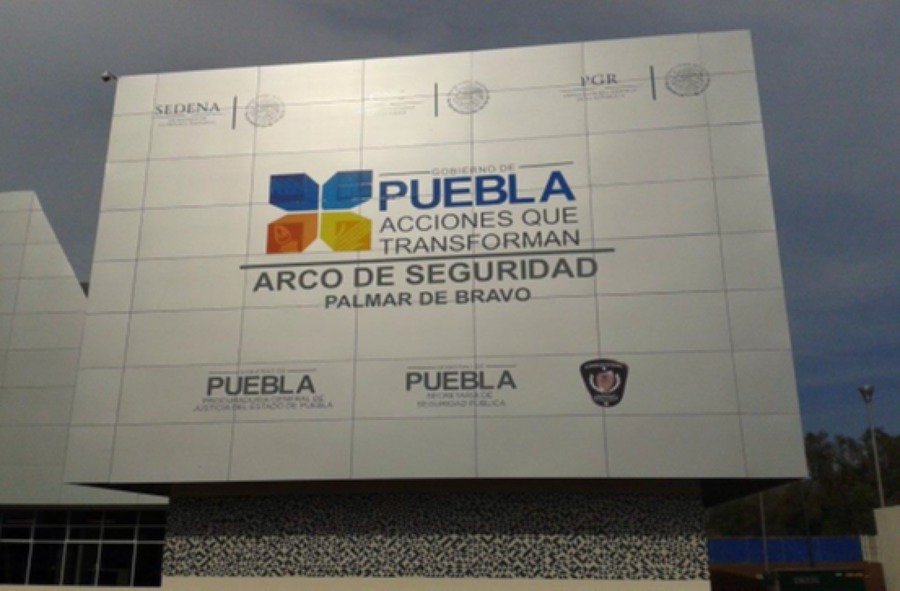 SEDENA
PGR
GOBIERNO DE
PUEBLA
ACCIONES QUE
TRANSFORMAN
ARCO DE SEGURIDAD
PALMAR DE BRAVO
PUEBLA
PROCURADURÍA GENERAL DE
JUSTICIA DEL ESTADO DE PUEBLA
PUEBLA
SECRETARÍA DE
SEGURIDAD PÚBLICA